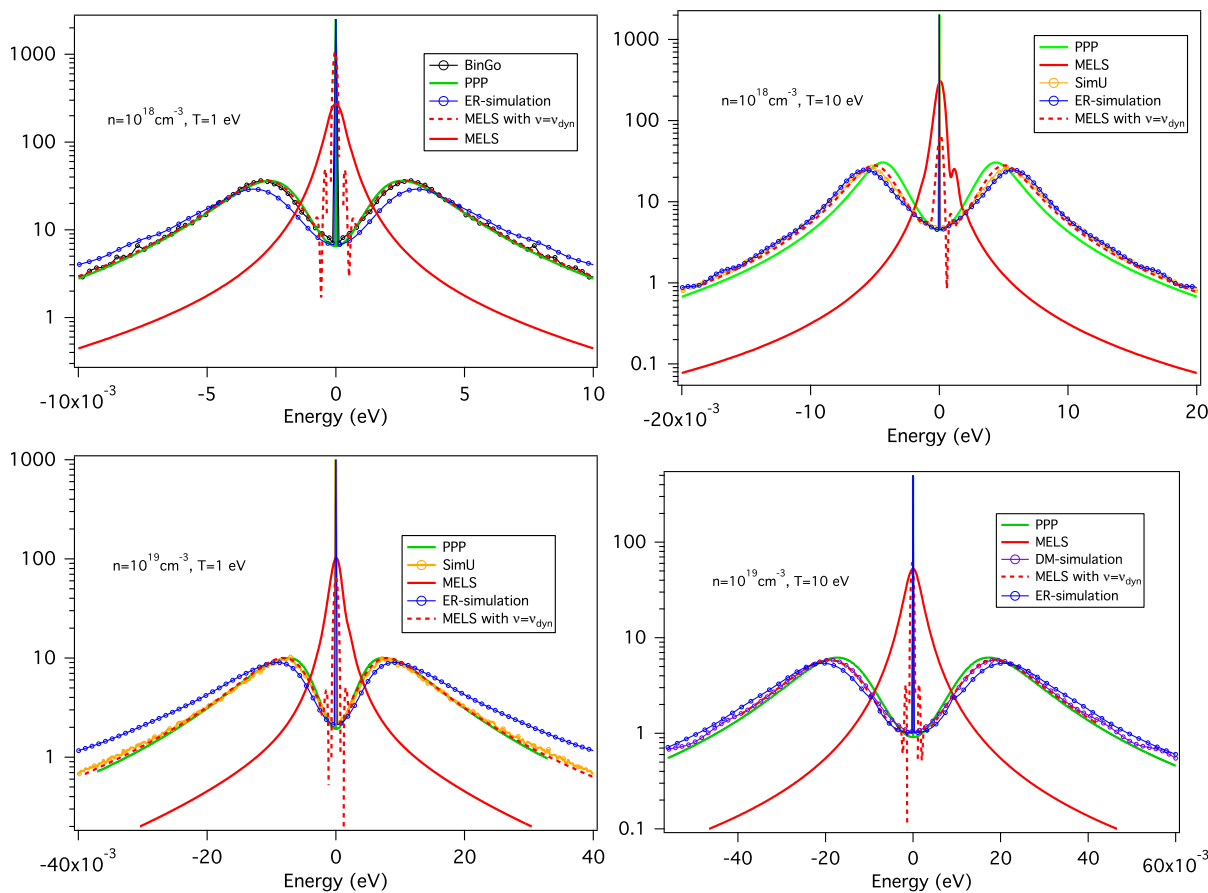 1000
100
10
1
-10x10⁻³
-5
0
5
10
Energy (eV)
n=10¹⁸cm⁻³, T=1 eV
BinGo
PPP
ER-simulation
MELS with ν=νdyn
MELS
1000
100
10
1
0.1
-20x10⁻³
-10
0
10
20
Energy (eV)
n=10¹⁸cm⁻³, T=10 eV
PPP
MELS
SimU
ER-simulation
MELS with ν=νdyn
1000
100
10
1
-40x10⁻³
-20
0
20
40
Energy (eV)
n=10¹⁹cm⁻³, T=1 eV
PPP
SimU
MELS
ER-simulation
MELS with ν=νdyn
100
10
1
0.1
-40
-20
0
20
40
60x10⁻³
Energy (eV)
n=10¹⁹cm⁻³, T=10 eV
PPP
MELS
DM-simulation
MELS with ν=νdyn
ER-simulation